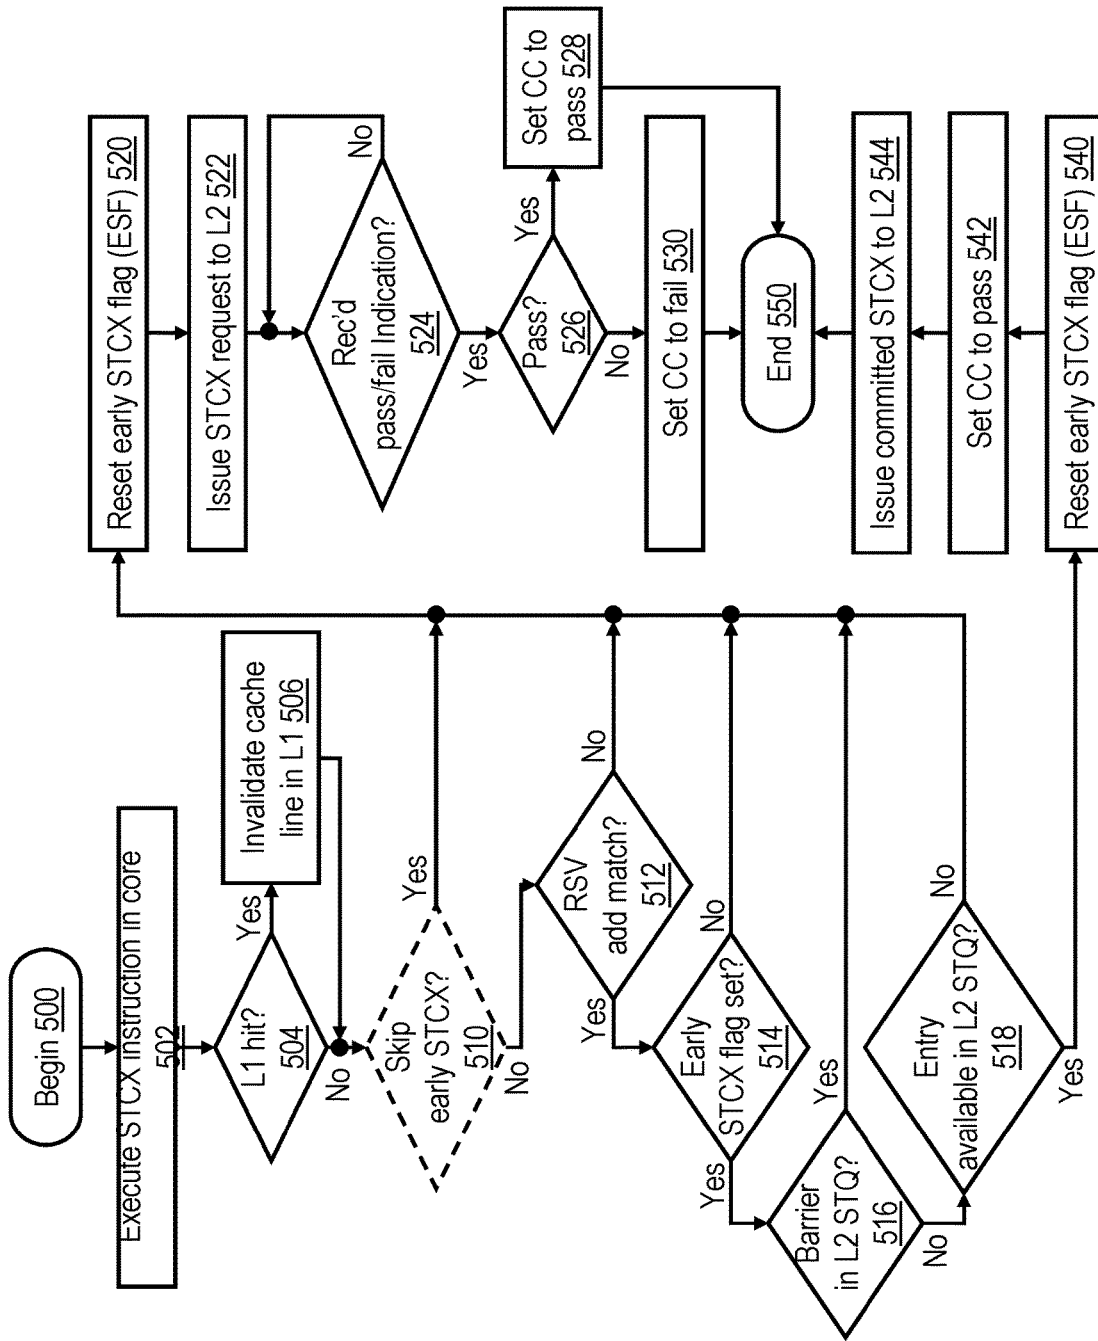 Begin 500
Execute STCX instruction in core
502
L1 hit?
504
Yes
No
Invalidate cache
line in L1 506
Skip
early STCX?
510
Yes
No
RSV
add match?
512
No
Yes
Early
STCX flag set?
514
No
Yes
Barrier
in L2 STQ?
516
Yes
No
Entry
available in L2 STQ?
518
No
Yes
Reset early STCX flag (ESF) 520
Issue STCX request to L2 522
Rec'd
pass/fail Indication?
524
No
Yes
Pass?
526
Yes
No
Set CC to
pass 528
Set CC to fail 530
End 550
Issue committed STCX to L2 544
Set CC to pass 542
Reset early STCX flag (ESF) 540